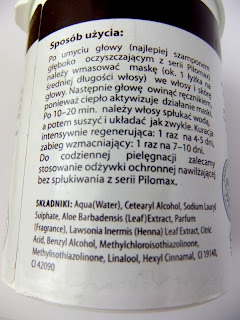 Sposób użycia:
Po umyciu głowy (najlepiej szamponem
głęboko oczyszczającym z serii Pilomax)
należy wmasować maskę (ok. 1 łyżka na
średniej długości włosy) we włosy i skórę
głowy. Następnie głowę owinąć ręcznikiem,
ponieważ ciepło aktywizuje działanie maski.
Po 10–20 min. należy włosy spłukać wodą,
a potem suszyć i układać jak zwykle. Kuracja
intensywnie regenerująca: 1 raz na 4-5 dni,
zabieg wzmacniający: 1 raz na 7–10 dni.
Do codziennej pielęgnacji zalecamy
stosowanie odżywki ochronnej nawilżającej
bez spłukiwania z serii Pilomax.
SKŁADNIKI: Aqua(Water), Cetearyl Alcohol, Sodium Lauryl
Sulphate, Aloe Barbadensis (Leaf)Extract, Parfum
(Fragrance), Lawsonia Inermis (Henna) Leaf Extract, Citric
Acid, Benzyl Alcohol, Methylchloroisothiazolinone,
Metylisothiazolinone, Linalool, Hexyl Cinnamal, CI 19140,
CI 42090